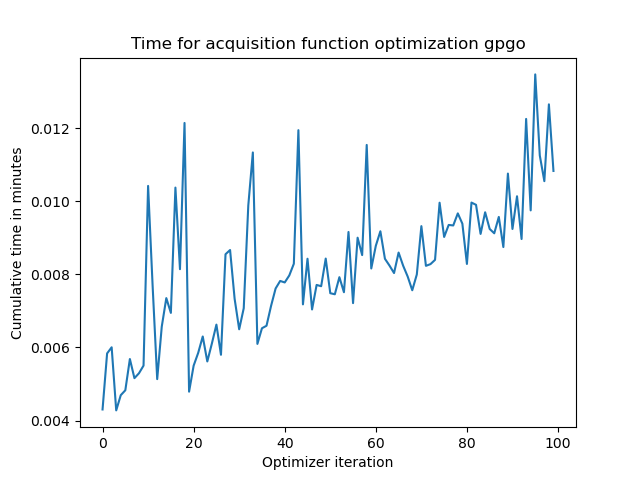 Time for acquisition function optimization gpgo
Cumulative time in minutes
0.012
0.010
0.008
0.006
0.004
0 20 40 60 80 100
Optimizer iteration